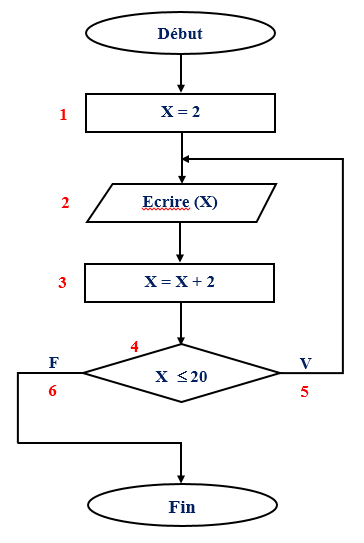 Début
1
X = 2
2
Ecrire (X)
3
X = X + 2
4
F
V
X ≤ 20
6
5
Fin